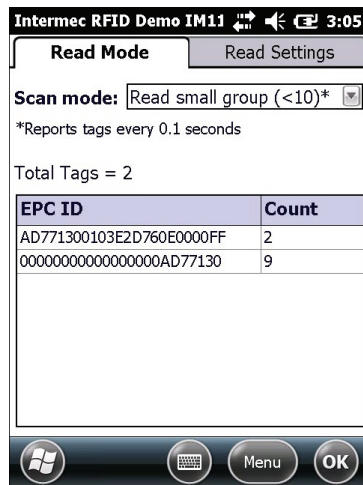 Intermec RFID Demo IM11 3:05
Read Mode Read Settings
Scan mode: Read small group (<10)*
*Reports tags every 0.1 seconds
Total Tags = 2
EPC ID Count
AD771300103E2D760E0000FF 2
00000000000000000AD77130 9
Menu OK